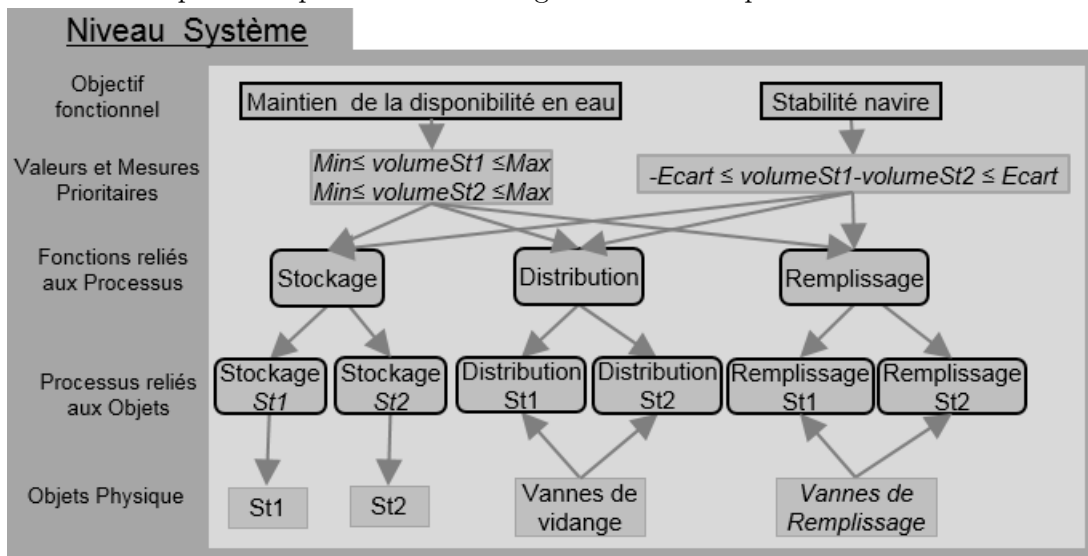 Niveau Système
Objectif
fonctionnel
Maintien de la disponibilité en eau
Stabilité navire
Valeurs et Mesures
Prioritaires
Min≤ volumeSt1 ≤Max
Min≤ volumeSt2 ≤Max
-Ecart ≤ volumeSt1-volumeSt2 ≤ Ecart
Fonctions reliés
aux Processus
Stockage
Distribution
Remplissage
Processus reliés
aux Objets
Stockage
St1
Stockage
St2
Distribution
St1
Distribution
St2
Remplissage
St1
Remplissage
St2
Objets Physique
St1
St2
Vannes de
vidange
Vannes de
Remplissage